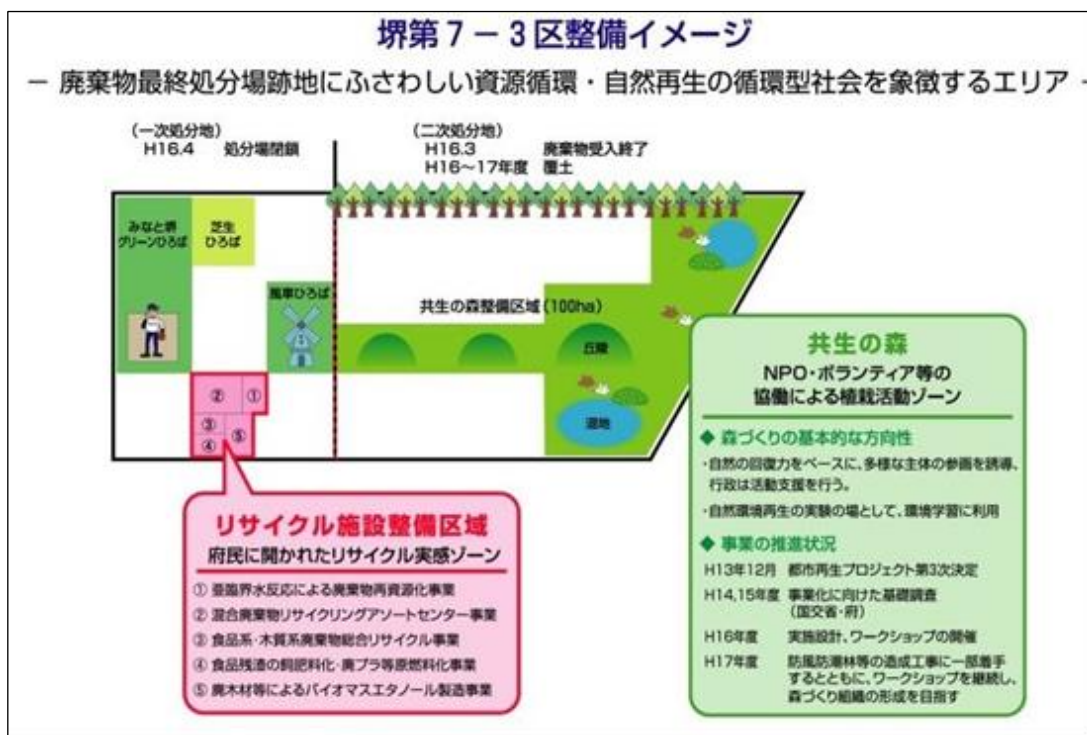 堺第7－3区整備イメージ
－ 廃棄物最終処分場跡地にふさわしい資源循環・自然再生の循環型社会を象徴するエリア －
(一次処分地)
H16.4 処分場閉鎖
(二次処分地)
H16.3 廃棄物受入終了
H16～17年度 覆土
みなと堺
グリーンひろば
芝生
ひろば
風車ひろば
共生の森整備区域(100ha)
丘陵
湿地
②
①
③
④
⑤
リサイクル施設整備区域
府民に開かれたリサイクル実感ゾーン
① 亜臨界水反応による廃棄物再資源化事業
② 混合廃棄物リサイクリングアソートセンター事業
③ 食品系・木質系廃棄物総合リサイクル事業
④ 食品残渣の飼肥料化・廃プラ等原燃料化事業
⑤ 廃木材等によるバイオマスエタノール製造事業
共生の森
NPO・ボランティア等の
協働による植栽活動ゾーン
◆ 森づくりの基本的な方向性
・自然の回復力をベースに、多様な主体の参画を誘導、
行政は活動支援を行う。
・自然環境再生の実験の場として、環境学習に利用
◆ 事業の推進状況
H13年12月 都市再生プロジェクト第3次決定
H14,15年度 事業化に向けた基礎調査
(国交省・府)
H16年度 実施設計、ワークショップの開催
H17年度 防風防潮林等の造成工事に一部着手
するとともに、ワークショップを継続し、
森づくり組織の形成を目指す